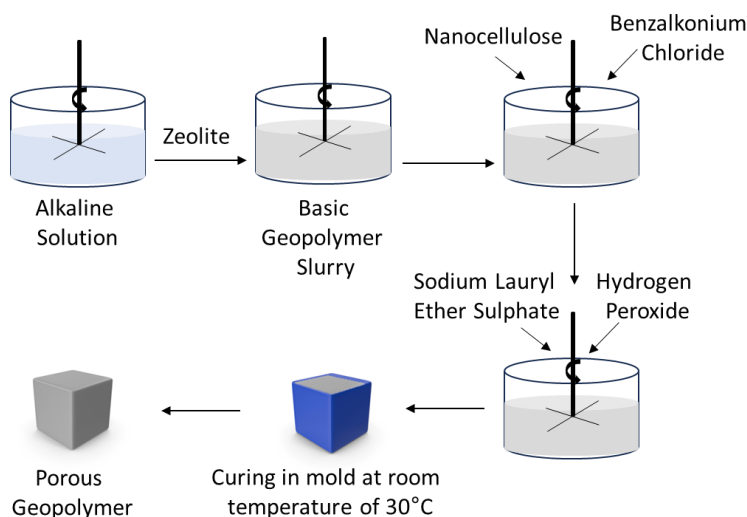 Nanocellulose
Benzalkonium
Chloride
Zeolite
Alkaline
Solution
Basic
Geopolymer
Slurry
Sodium Lauryl
Ether Sulphate
Hydrogen
Peroxide
Curing in mold at room
temperature of 30°C
Porous
Geopolymer